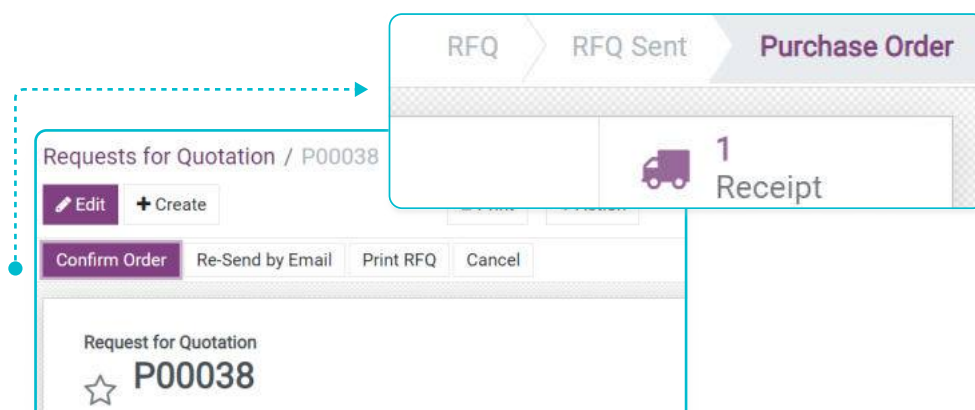 RFQ RFQ Sent Purchase Order
1
Receipt
Requests for Quotation / P00038
Edit Create
Confirm Order Re-Send by Email Print RFQ Cancel
Request for Quotation
P00038